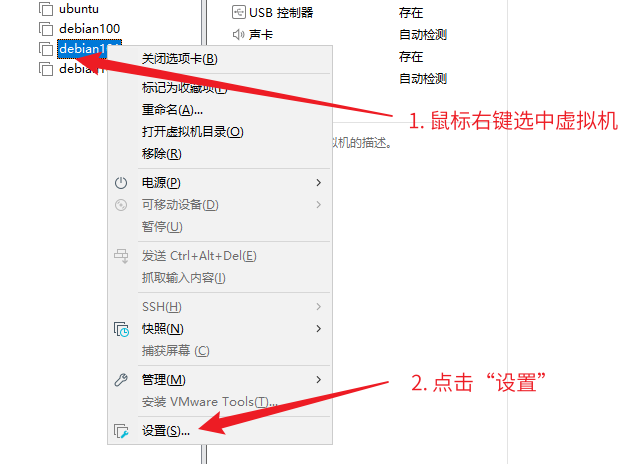 ubuntu
debian100
debian1
debian1
USB 控制器 存在
声卡 自动检测
存在
自动检测
拟机的描述。
关闭选项卡(B)
标记为收藏项(F)
重命名(A)...
打开虚拟机目录(O)
移除(R)
电源(P)
可移动设备(D)
暂停(U)
发送 Ctrl+Alt+Del(E)
抓取输入内容(I)
SSH(H)
快照(N)
捕获屏幕 (C)
管理(M)
安装 VMware Tools(T)...
设置(S)...
1. 鼠标右键选中虚拟机
2. 点击“设置”